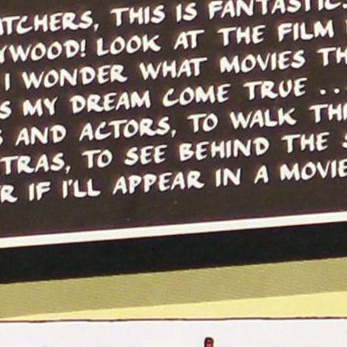 TCHERS, THIS IS FANTASTIC
YWOOD! LOOK AT THE FILM
I WONDER WHAT MOVIES TH
S MY DREAM COME TRUE ...
S AND ACTORS, TO WALK TH
TRAS, TO SEE BEHIND THE S
R IF I'LL APPEAR IN A MOVIE